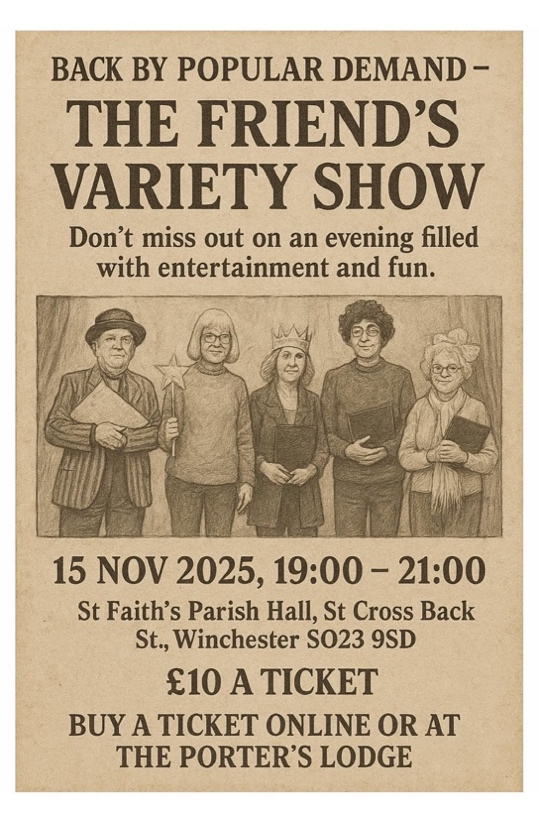 BACK BY POPULAR DEMAND –
THE FRIEND'S
VARIETY SHOW
Don't miss out on an evening filled
with entertainment and fun.
15 NOV 2025, 19:00 – 21:00
St Faith's Parish Hall, St Cross Back
St., Winchester SO23 9SD
£10 A TICKET
BUY A TICKET ONLINE OR AT
THE PORTER'S LODGE